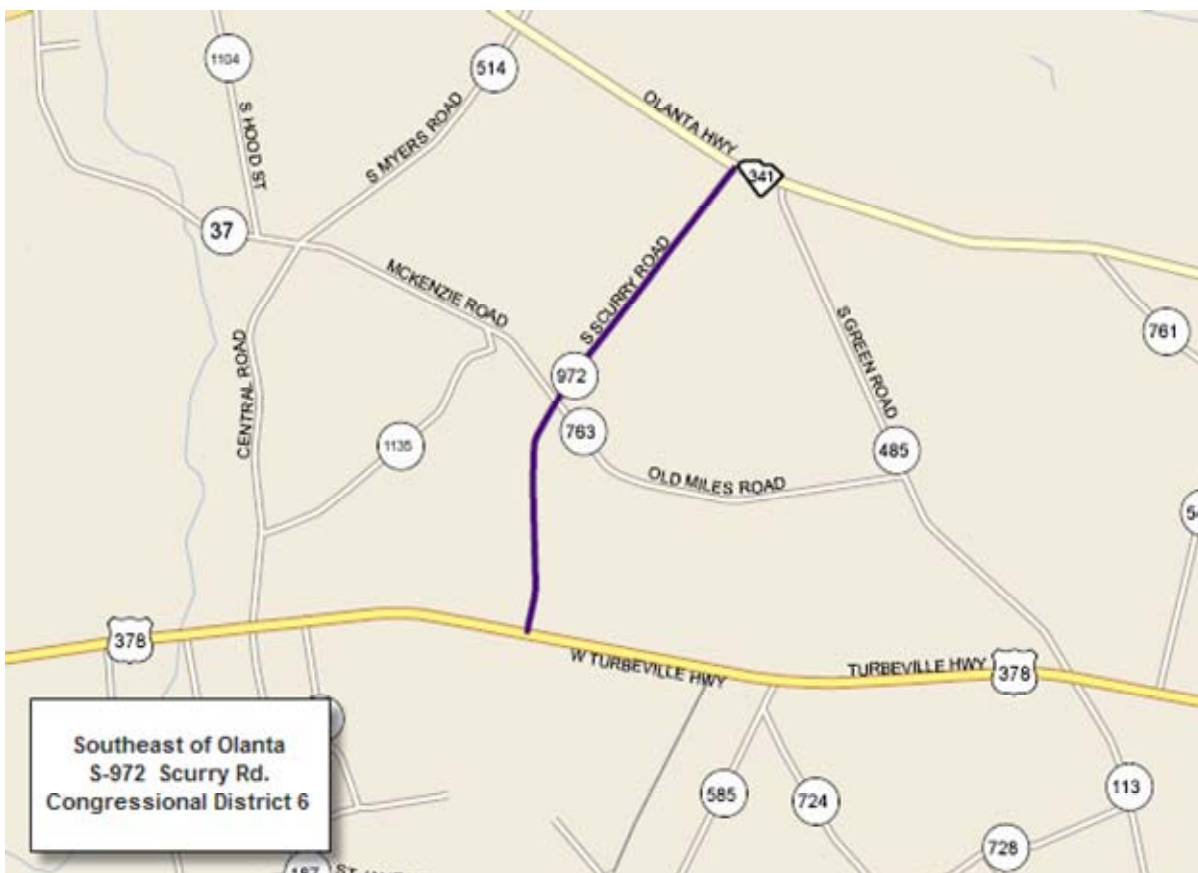 1104
514
S HOOD ST
S MYERS ROAD
OLANTA HWY
341
37
MCKENZIE ROAD
S SCURRY ROAD
S GREEN ROAD
761
CENTRAL ROAD
972
763
1135
485
OLD MILES ROAD
378
W TURBEVILLE HWY
TURBEVILLE HWY
378
Southeast of Olanta
S-972 Scurry Rd.
Congressional District 6
585
724
113
728